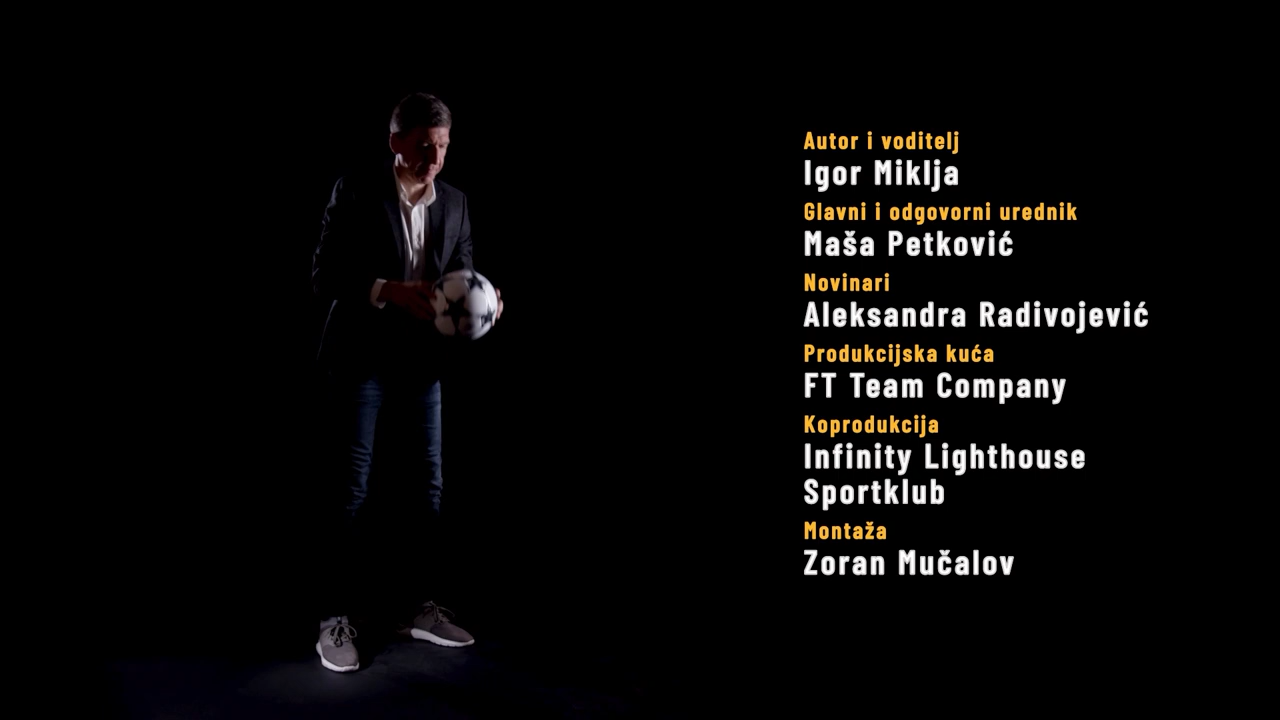 Autor i voditelj
Igor Miklja
Glavni i odgovorni urednik
Maša Petković
Novinari
Aleksandra Radivojević
Produkcijska kuća
FT Team Company
Koprodukcija
Infinity Lighthouse
Sportklub
Montaža
Zoran Mučalov